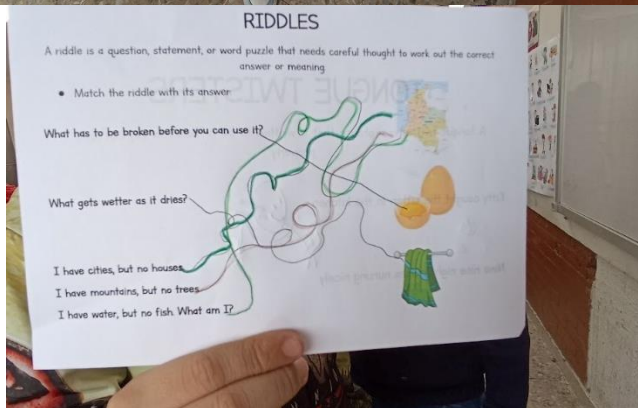 RIDDLES
A riddle is a question, statement, or word puzzle that needs careful thought to work out the correct
answer or meaning
• Match the riddle with its answer
What has to be broken before you can use it?
What gets wetter as it dries?
I have cities, but no houses
I have mountains, but no trees
I have water, but no fish. What am I?
TONGUE TWISTERS